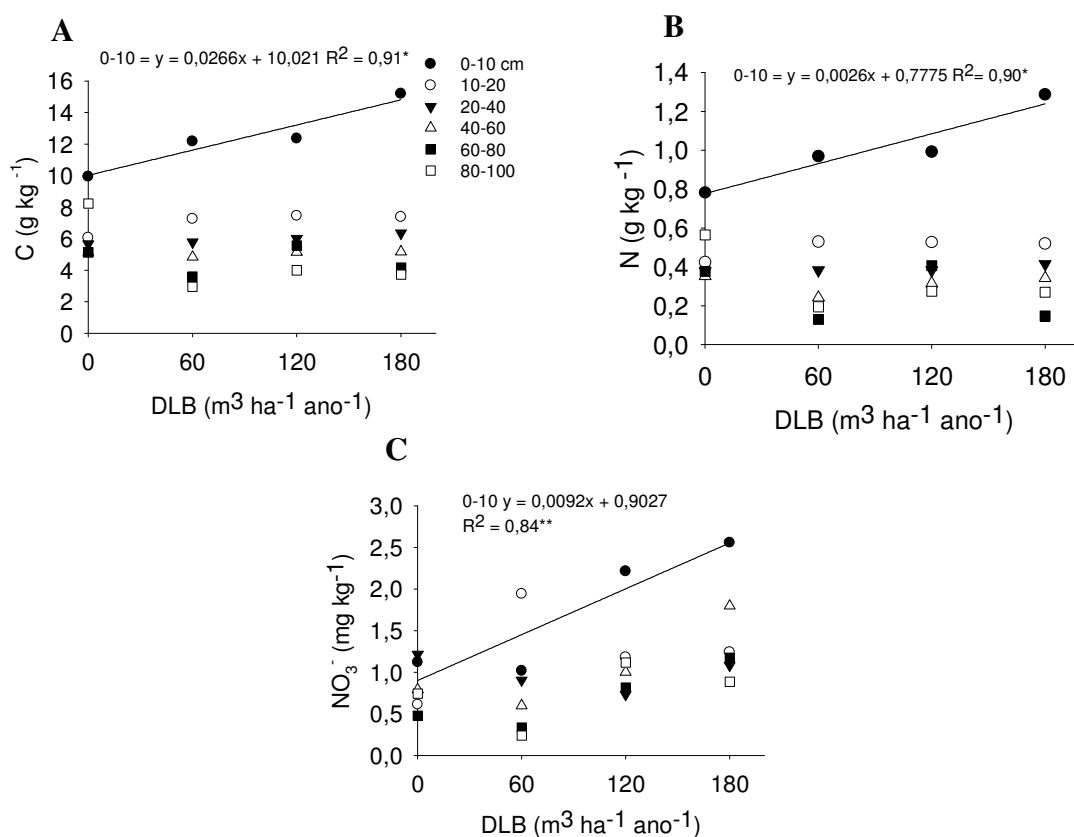 A
0-10 = y = 0,0266x + 10,021 R² = 0,91*
16
14
12
10
8
6
4
2
0
C (g kg⁻¹)
0 60 120 180
DLB (m³ ha⁻¹ ano⁻¹)
0-10 cm
10-20
20-40
40-60
60-80
80-100
B
0-10 = y = 0,0026x + 0,7775 R² = 0,90*
1,4
1,2
1,0
0,8
0,6
0,4
0,2
0,0
N (g kg⁻¹)
0 60 120 180
DLB (m³ ha⁻¹ ano⁻¹)
C
0-10 y = 0,0092x + 0,9027
R² = 0,84**
3,0
2,5
2,0
1,5
1,0
0,5
0,0
NO₃⁻ (mg kg⁻¹)
0 60 120 180
DLB (m³ ha⁻¹ ano⁻¹)